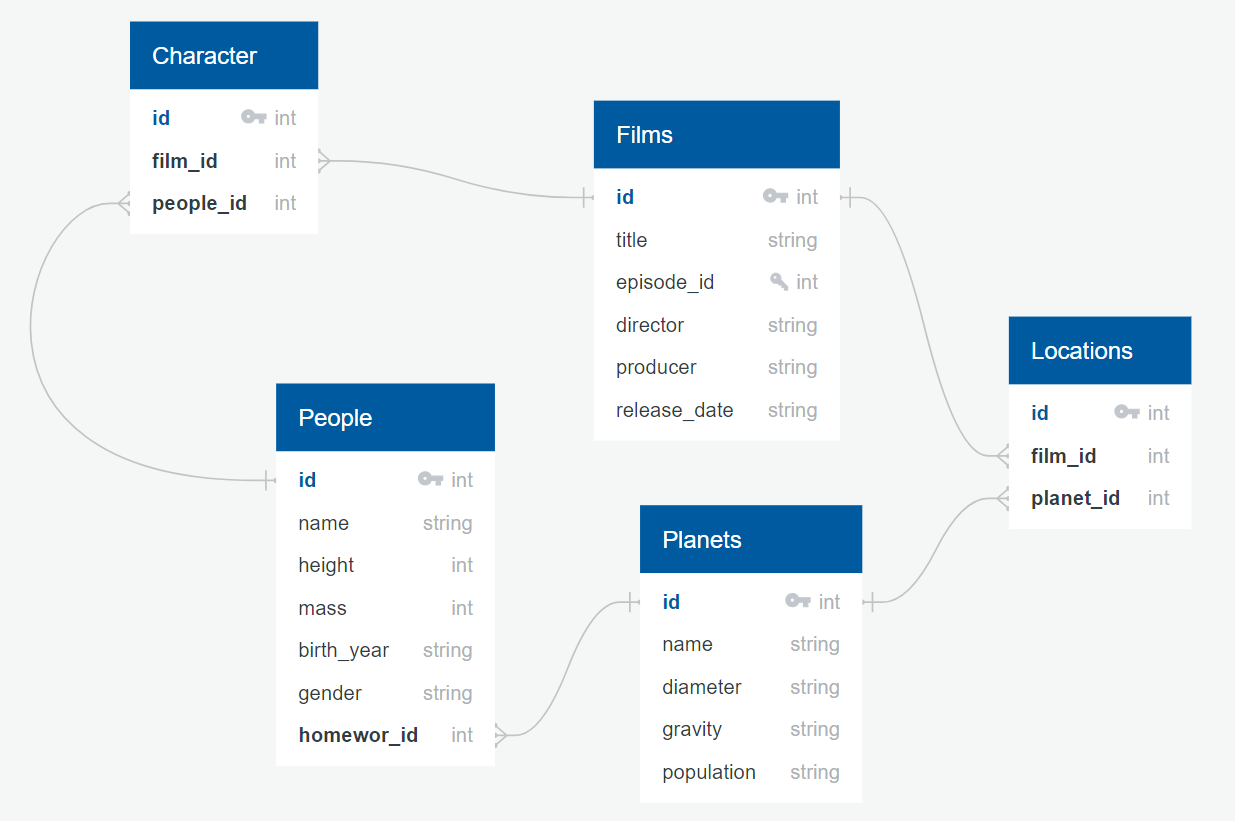 Character
id int
film_id int
people_id int
Films
id int
title string
episode_id int
director string
producer string
release_date string
Locations
id int
film_id int
planet_id int
People
id int
name string
height int
mass int
birth_year string
gender string
homewor_id int
Planets
id int
name string
diameter string
gravity string
population string